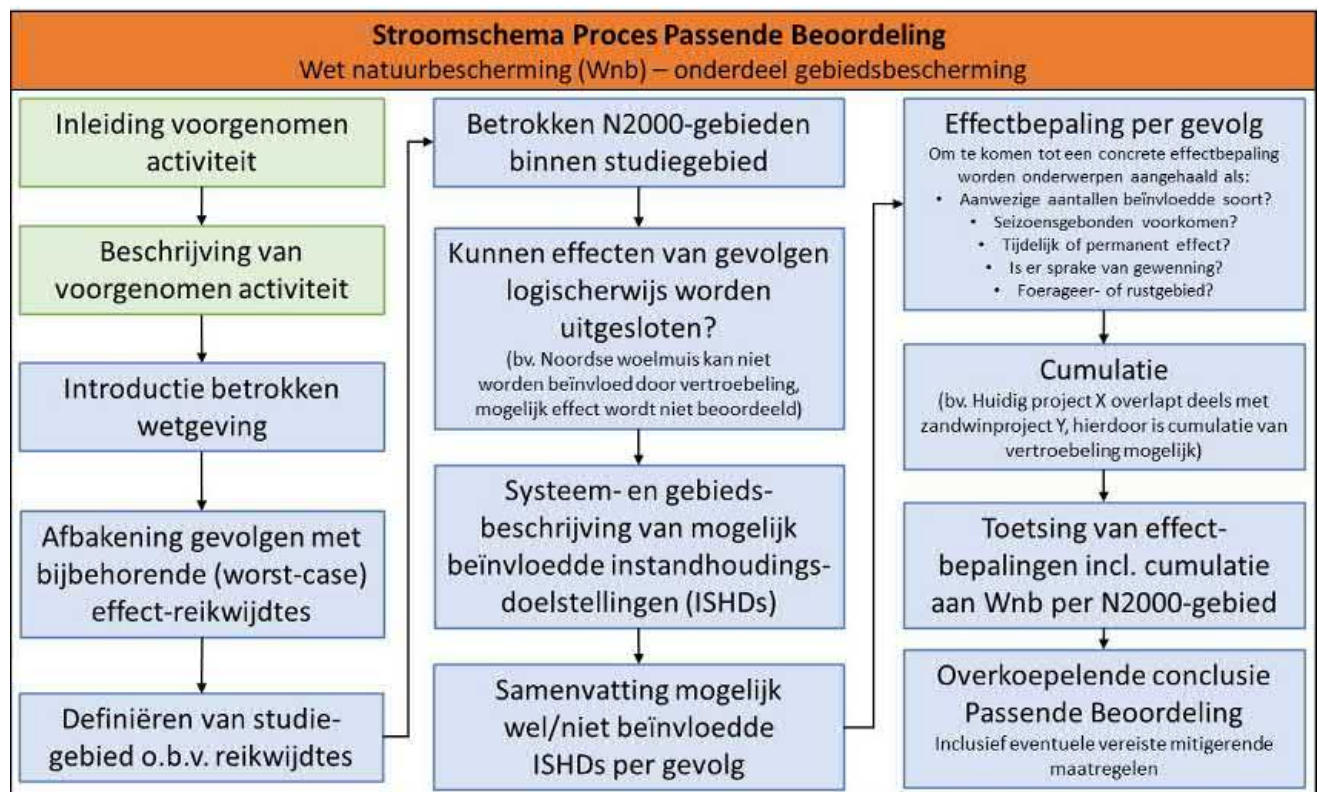 Stroomschema Proces Passende Beoordeling
Wet natuurbescherming (Wnb) – onderdeel gebiedsbescherming
Inleiding voorgenomen
activiteit
Beschrijving van
voorgenomen activiteit
Introductie betrokken
wetgeving
Afbakening gevolgen met
bijbehorende (worst-case)
effect-reikwijdtes
Definiëren van studie-
gebied o.b.v. reikwijdtes
Betrokken N2000-gebieden
binnen studiegebied
Kunnen effecten van gevolgen
logischerwijs worden
uitgesloten?
(bv. Noordse woelmuis kan niet
worden beïnvloed door vertroebeling,
mogelijk effect wordt niet beoordeeld)
Systeem- en gebieds-
beschrijving van mogelijk
beïnvloedde instandhoudings-
doelstellingen (ISHDs)
Samenvatting mogelijk
wel/niet beïnvloedde
ISHDs per gevolg
Effectbepaling per gevolg
Om te komen tot een concrete effectbepaling
worden onderwerpen aangehaald als:
• Aanwezige aantallen beïnvloedde soort?
• Seizoensgebonden voorkomen?
• Tijdelijk of permanent effect?
• Is er sprake van gewenning?
• Foerageer- of rustgebied?
Cumulatie
(bv. Huidig project X overlapt deels met
zandwinproject Y, hierdoor is cumulatie van
vertroebeling mogelijk)
Toetsing van effect-
bepalingen incl. cumulatie
aan Wnb per N2000-gebied
Overkoepelende conclusie
Passende Beoordeling
Inclusief eventuele vereiste mitigerende
maatregelen